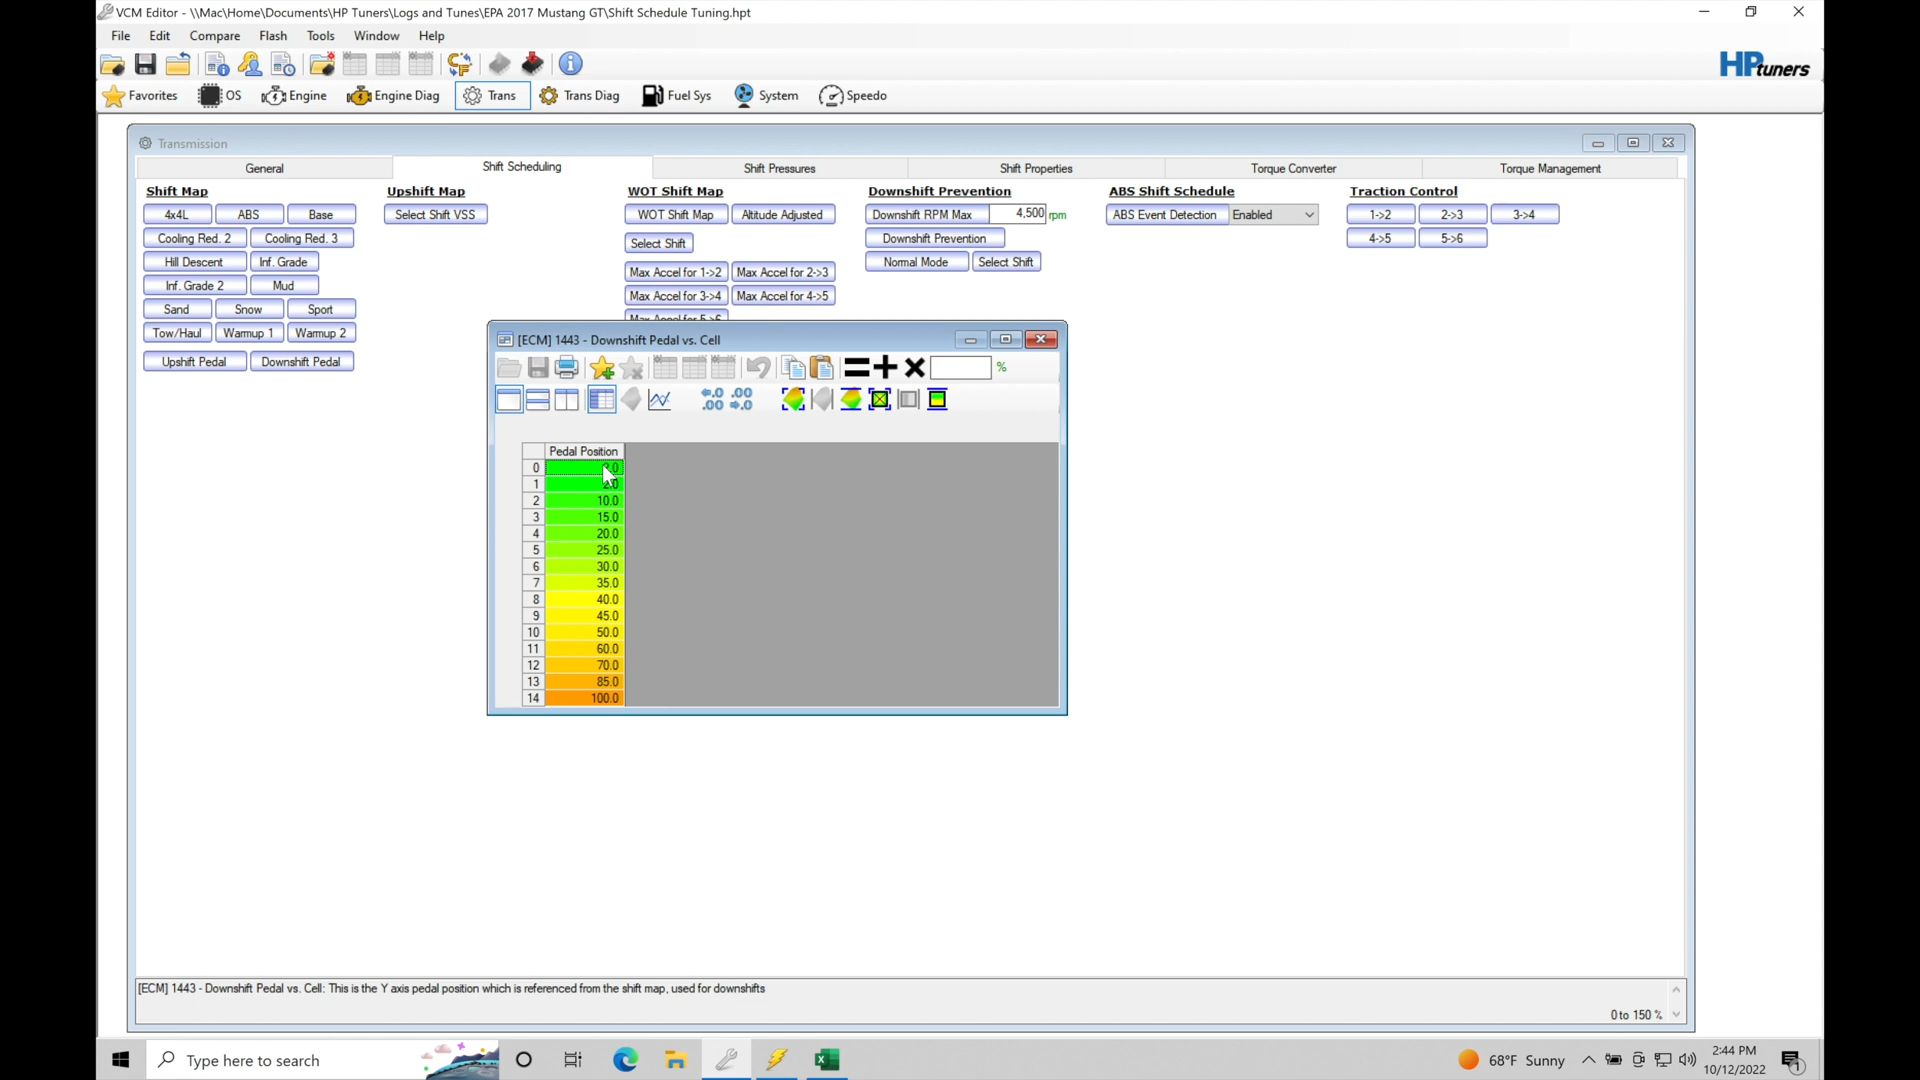 VCM Editor - \\Mac\Home\Documents\HP Tuners\Logs and Tunes\EPA 2017 Mustang GT\Shift Schedule Tuning.hpt
File Edit Compare Flash Tools Window Help
HPtuners
Favorites OS Engine Engine Diag Trans Trans Diag Fuel Sys System Speedo
Transmission
General Shift Scheduling Shift Pressures Shift Properties Torque Converter Torque Management
Shift Map Upshift Map WOT Shift Map Downshift Prevention ABS Shift Schedule Traction Control
4x4L ABS Base Select Shift VSS WOT Shift Map Altitude Adjusted Downshift RPM Max 4,500 rpm ABS Event Detection Enabled 1->2 2->3 3->4
Cooling Red. 2 Cooling Red. 3 Select Shift Downshift Prevention 4->5 5->6
Hill Descent Inf. Grade Normal Mode Select Shift
Max Accel for 1->2 Max Accel for 2->3
Inf. Grade 2 Mud
Max Accel for 3->4 Max Accel for 4->5
Sand Snow Sport
Max Accel for 5->6
Tow/Haul Warmup 1 Warmup 2
Upshift Pedal Downshift Pedal
[ECM] 1443 - Downshift Pedal vs. Cell
%
Pedal Position
0
1
2 10.0
3 15.0
4 20.0
5 25.0
6 30.0
7 35.0
8 40.0
9 45.0
10 50.0
11 60.0
12 70.0
13 85.0
14 100.0
[ECM] 1443 - Downshift Pedal vs. Cell: This is the Y axis pedal position which is referenced from the shift map, used for downshifts
0 to 150 %
Type here to search
68°F Sunny
2:44 PM
10/12/2022
1